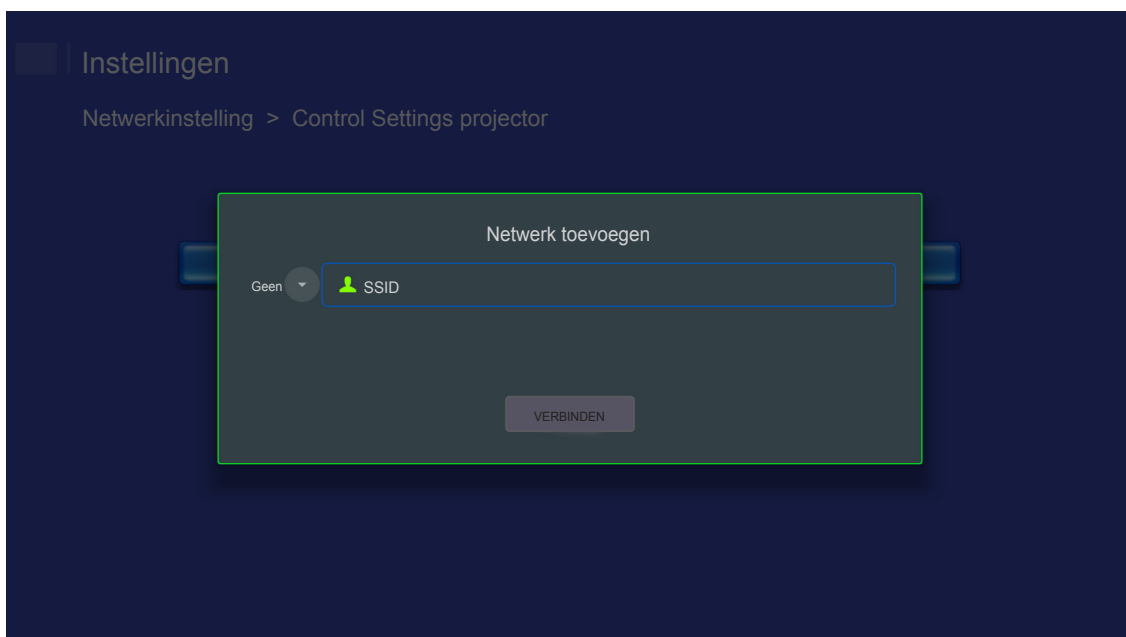 Instellingen
Netwerkinstelling > Control Settings projector
Netwerk toevoegen
Geen SSID
VERBINDEN